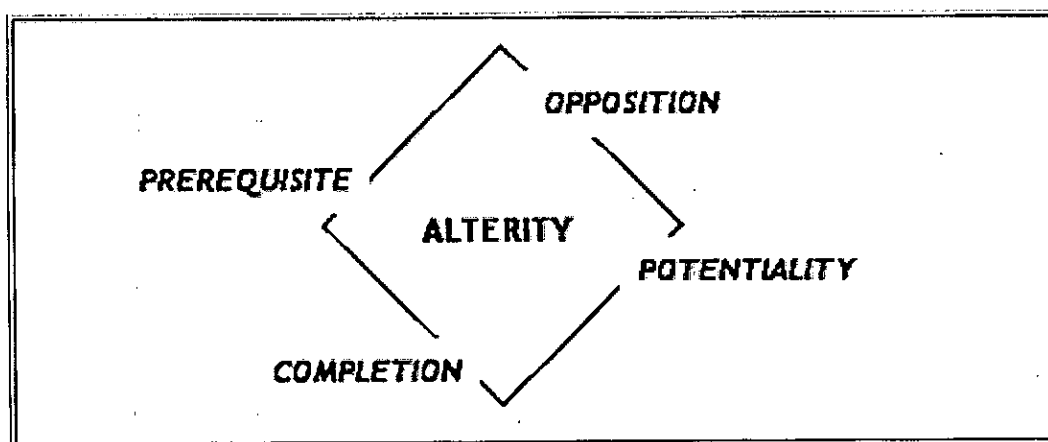 OPPOSITION
PREREQUISITE
ALTERITY
POTENTIALITY
COMPLETION